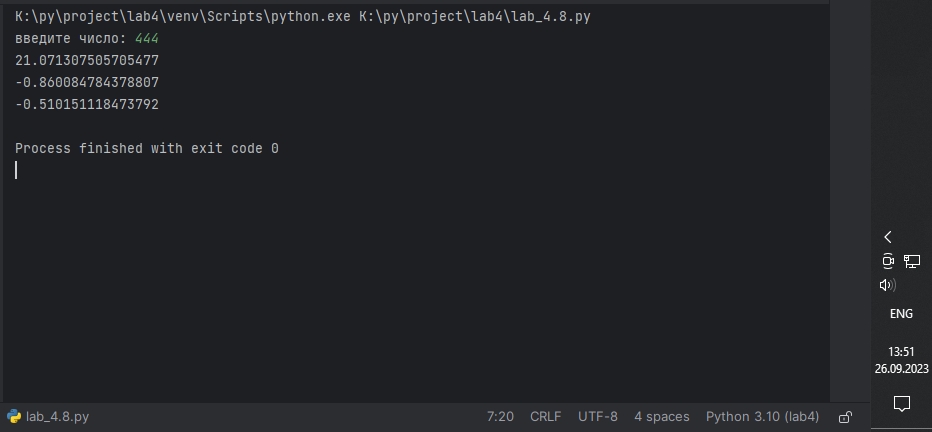 K:\py\project\lab4\venv\Scripts\python.exe K:\py\project\lab4\lab_4.8.py
введите число: 444
21.071307505705477
-0.860084784378807
-0.510151118473792
Process finished with exit code 0
ENG
13:51
26.09.2023
lab_4.8.py 7:20 CRLF UTF-8 4 spaces Python 3.10 (lab4)